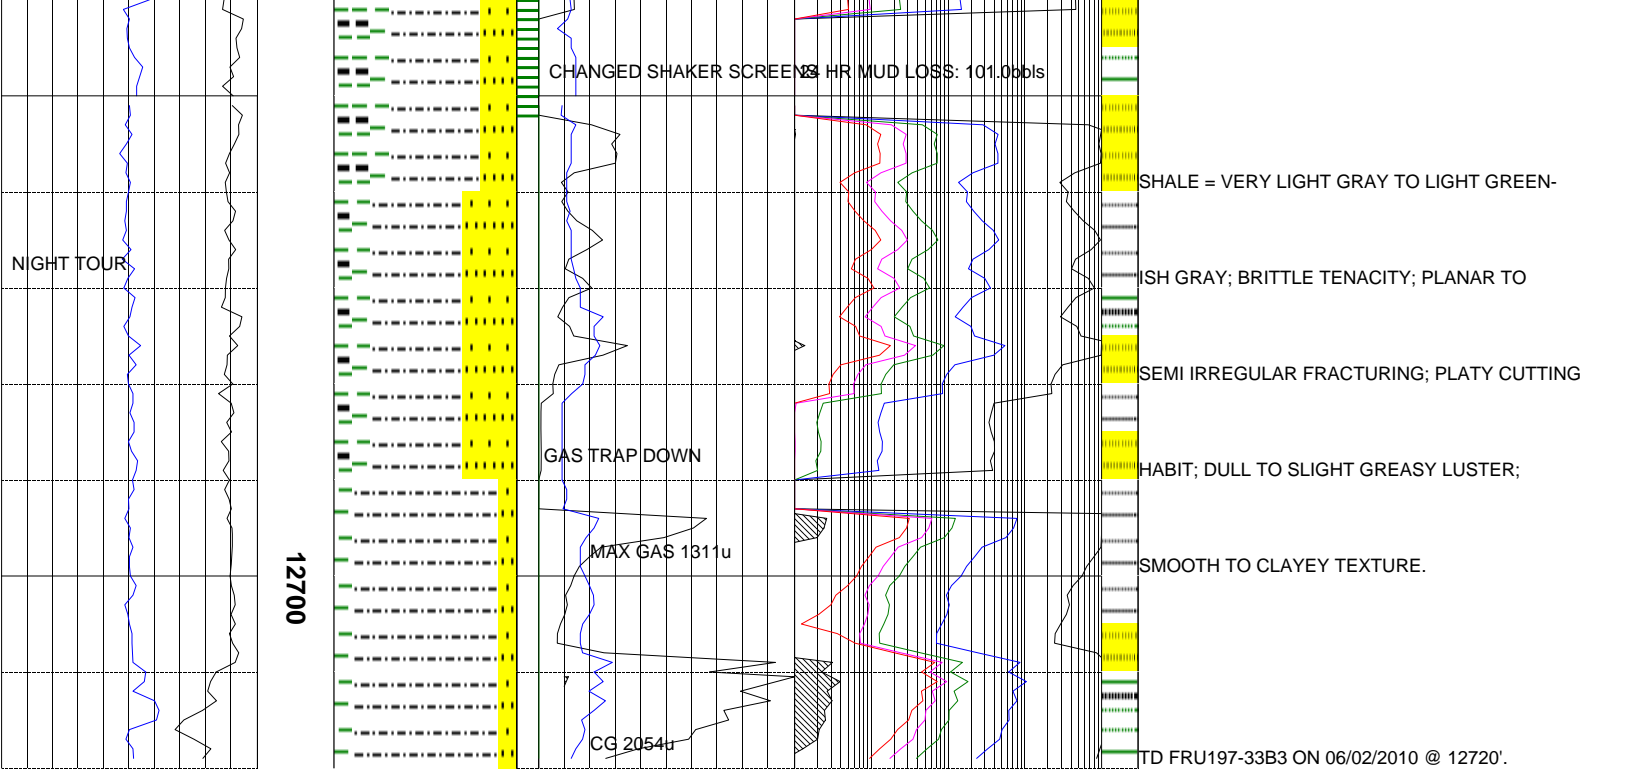 CHANGED SHAKER SCREENS
24 HR MUD LOSS: 101.0bbls
SHALE = VERY LIGHT GRAY TO LIGHT GREEN-
NIGHT TOUR
ISH GRAY; BRITTLE TENACITY; PLANAR TO
SEMI IRREGULAR FRACTURING; PLATY CUTTING
GAS TRAP DOWN
HABIT; DULL TO SLIGHT GREASY LUSTER;
MAX GAS 1311u
SMOOTH TO CLAYEY TEXTURE.
12700
CG 2054u
TD FRU197-33B3 ON 06/02/2010 @ 12720'.